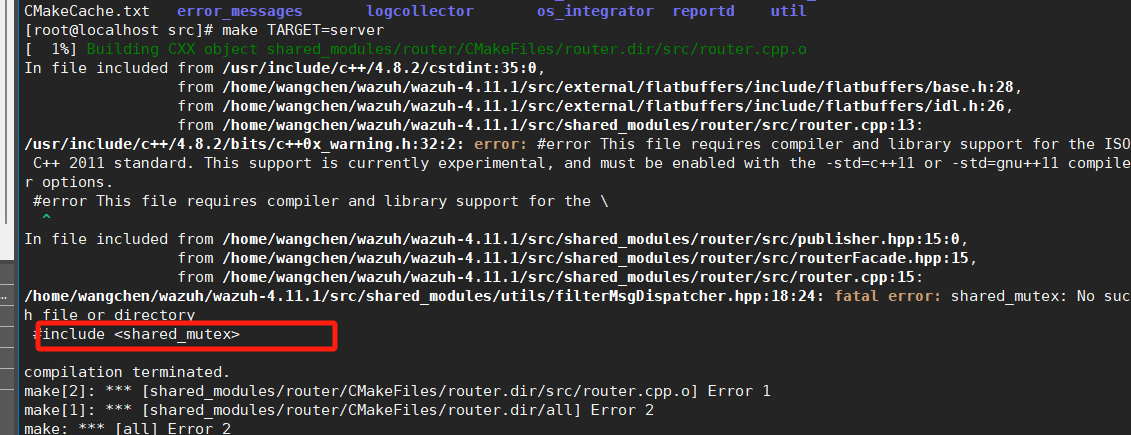 CMakeCache.txt error_messages logcollector os_integrator reportd util
[root@localhost src]# make TARGET=server
[  1%] Building CXX object shared_modules/router/CMakeFiles/router.dir/src/router.cpp.o
In file included from /usr/include/c++/4.8.2/cstdint:35:0,
from /home/wangchen/wazuh/wazuh-4.11.1/src/external/flatbuffers/include/flatbuffers/base.h:28,
from /home/wangchen/wazuh/wazuh-4.11.1/src/external/flatbuffers/include/flatbuffers/idl.h:26,
from /home/wangchen/wazuh/wazuh-4.11.1/src/shared_modules/router/src/router.cpp:13:
/usr/include/c++/4.8.2/bits/c++0x_warning.h:32:2: error: #error This file requires compiler and library support for the ISO
C++ 2011 standard. This support is currently experimental, and must be enabled with the -std=c++11 or -std=gnu++11 compile
r options.
#error This file requires compiler and library support for the \
^
In file included from /home/wangchen/wazuh/wazuh-4.11.1/src/shared_modules/router/src/publisher.hpp:15:0,
from /home/wangchen/wazuh/wazuh-4.11.1/src/shared_modules/router/src/routerFacade.hpp:15,
from /home/wangchen/wazuh/wazuh-4.11.1/src/shared_modules/router/src/router.cpp:15:
/home/wangchen/wazuh/wazuh-4.11.1/src/shared_modules/utils/filterMsgDispatcher.hpp:18:24: fatal error: shared_mutex: No suc
h file or directory
#include <shared_mutex>
compilation terminated.
make[2]: *** [shared_modules/router/CMakeFiles/router.dir/src/router.cpp.o] Error 1
make[1]: *** [shared_modules/router/CMakeFiles/router.dir/all] Error 2
make: *** [all] Error 2